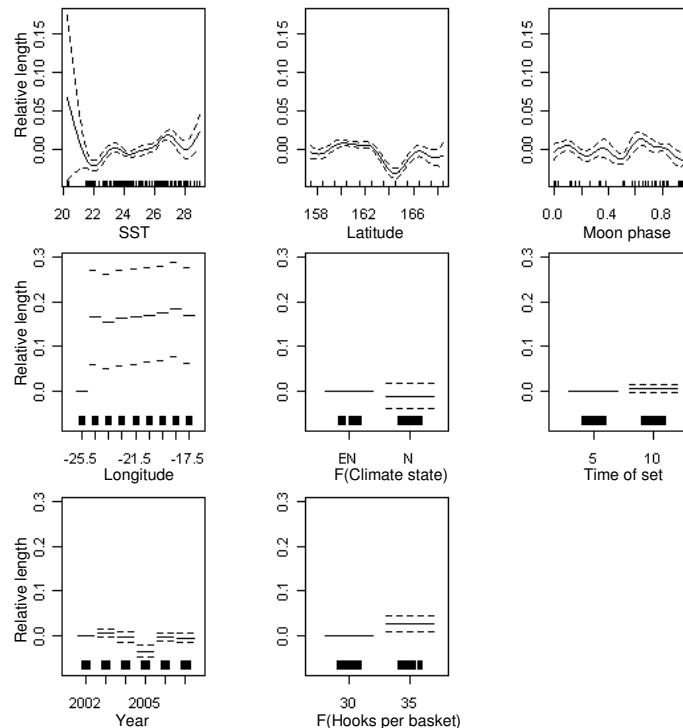 Relative length
0.00 0.05 0.10 0.15
20 22 24 26 28
SST
0.00 0.05 0.10 0.15
158 162 166
Latitude
0.00 0.05 0.10 0.15
0.0 0.4 0.8
Moon phase
Relative length
0.0 0.1 0.2 0.3
-25.5 -21.5 -17.5
Longitude
0.0 0.1 0.2 0.3
EN N
F(Climate state)
0.0 0.1 0.2 0.3
5 10
Time of set
Relative length
0.0 0.1 0.2 0.3
2002 2005
Year
0.0 0.1 0.2 0.3
30 35
F(Hooks per basket)